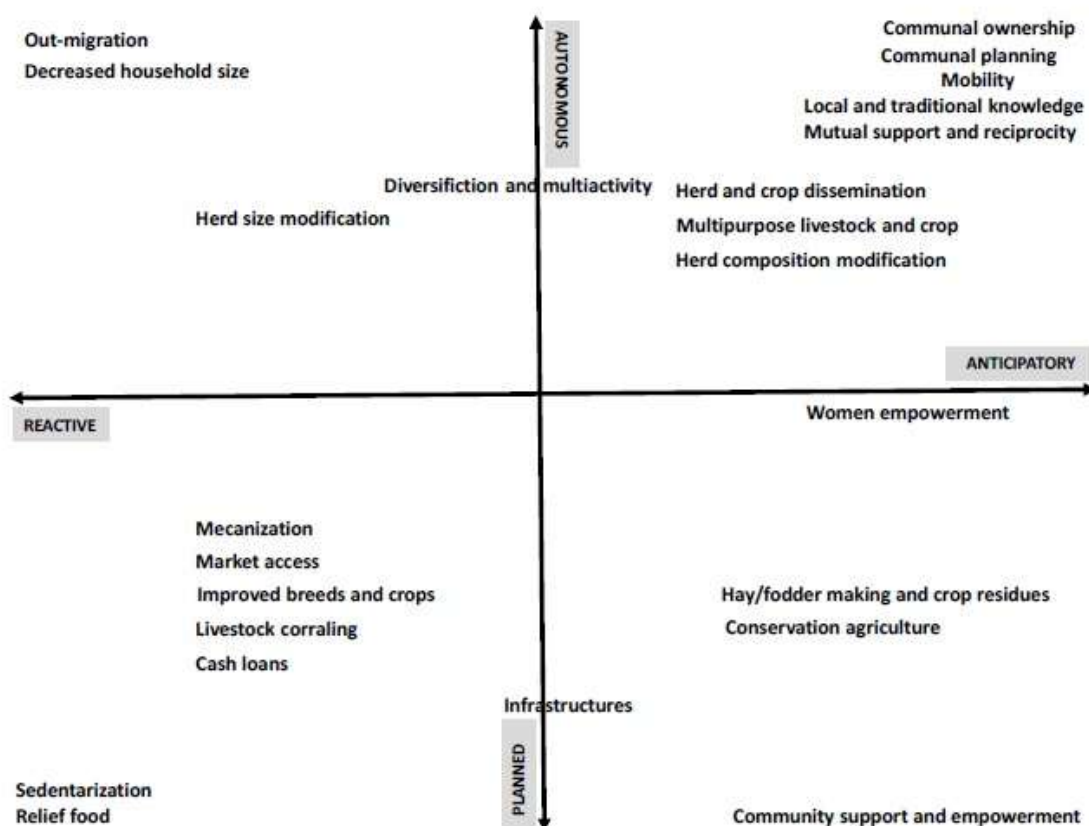 Out-migration
Decreased household size
AUTONOMOUS
Communal ownership
Communal planning
Mobility
Local and traditional knowledge
Mutual support and reciprocity
Diversifiction and multiactivity
Herd size modification
Herd and crop dissemination
Multipurpose livestock and crop
Herd composition modification
ANTICIPATORY
REACTIVE
Women empowerment
Mecanization
Market access
Improved breeds and crops
Livestock corraling
Cash loans
Hay/fodder making and crop residues
Conservation agriculture
Infrastructures
PLANNED
Sedentarization
Relief food
Community support and empowerment